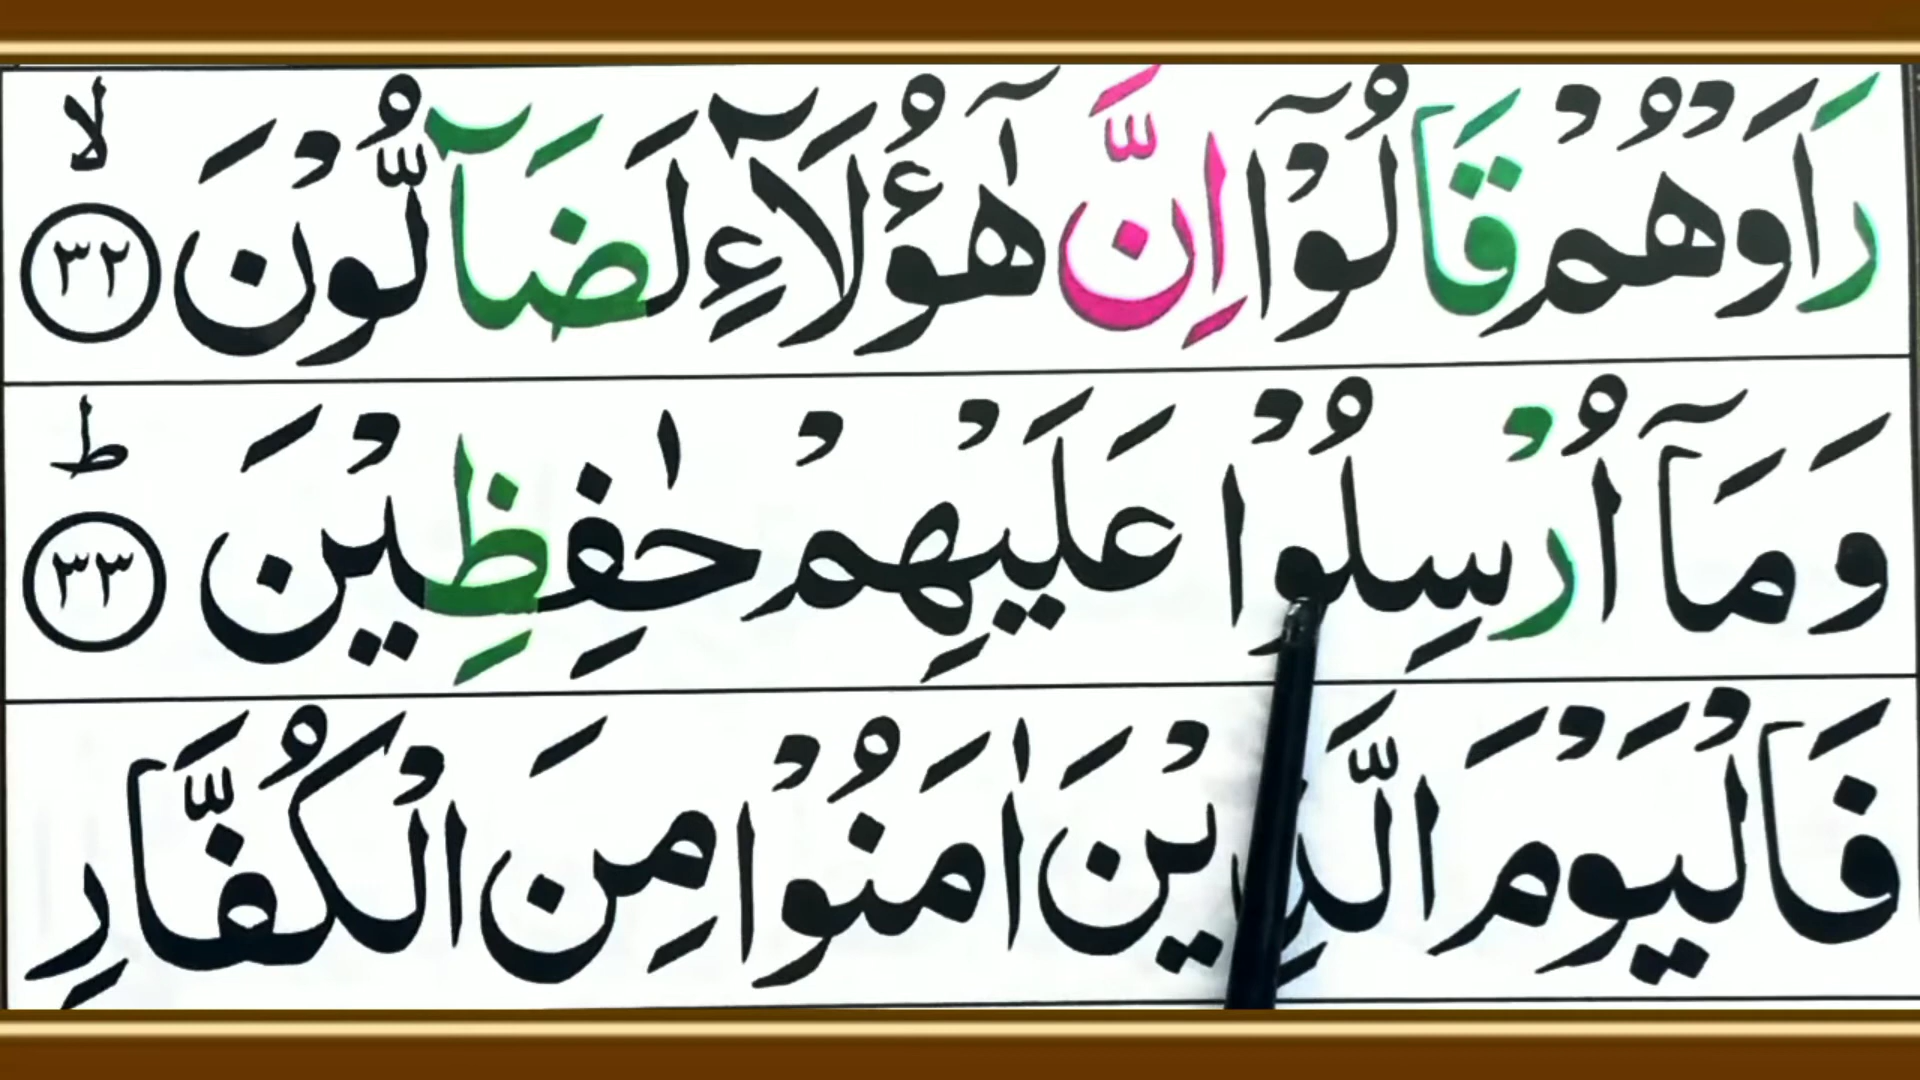 رَاَوْهُمْ قَالُوْۤا اِنَّ هٰۤؤُلَآءِ لَضَآلُّوْنَ ۙ‏ ﴿۳۲﴾
وَمَاۤ اُرْسِلُوْا عَلَيْهِمْ حٰفِظِيْنَ ؕ‏ ﴿۳۳﴾
فَالْيَوْمَ الَّذِيْنَ اٰمَنُوْا مِنَ الْكُفَّارِ